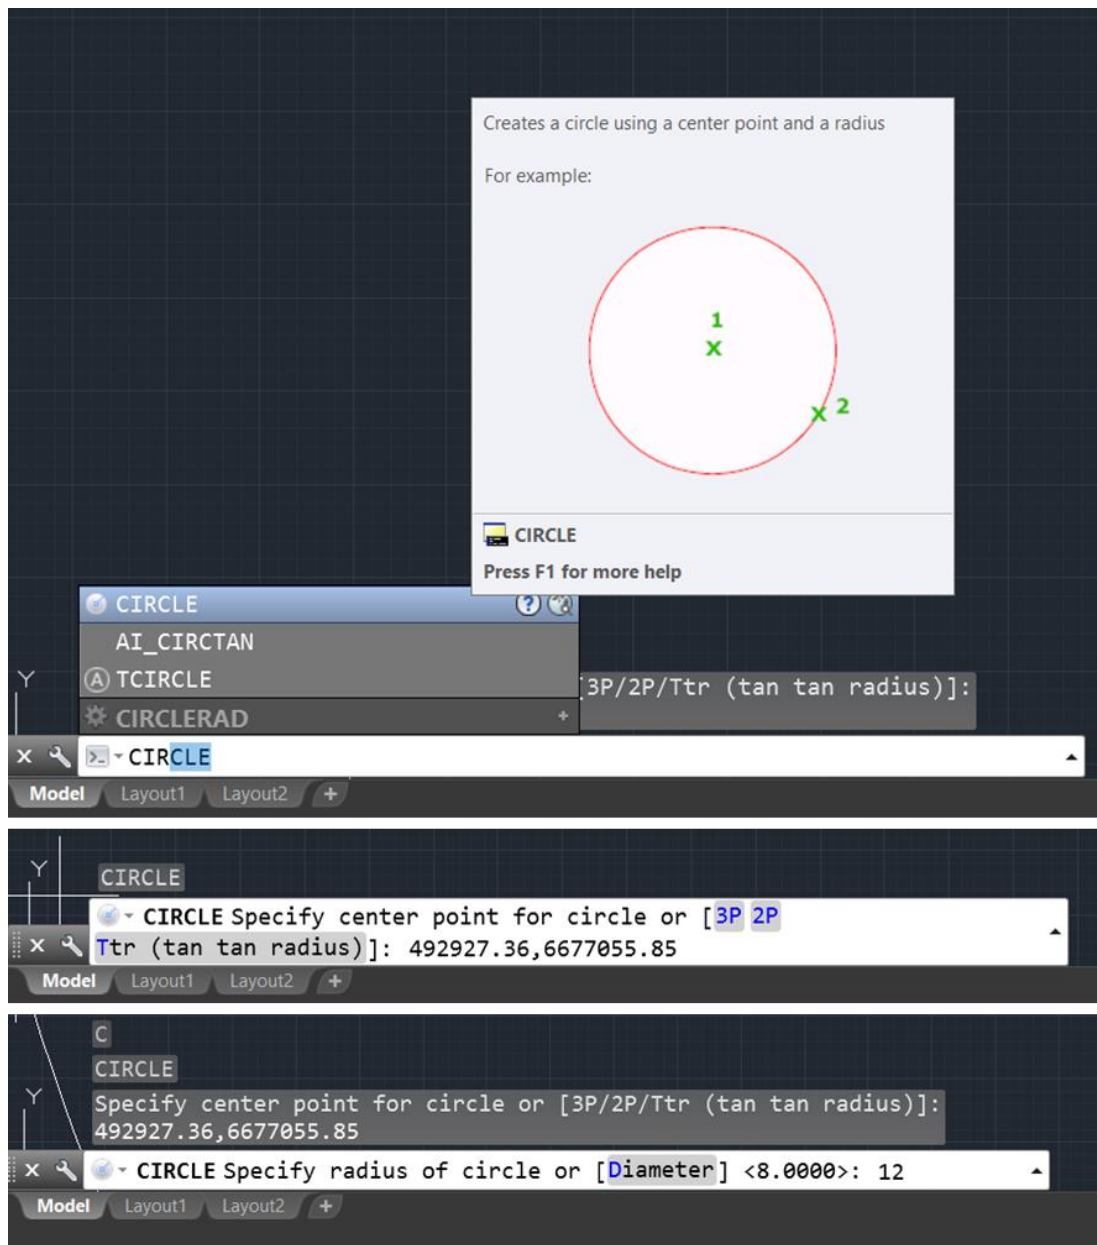 Creates a circle using a center point and a radius
For example:
1
2
CIRCLE
Press F1 for more help
CIRCLE
AI_CIRCTAN
TCIRCLE
CIRCLERAD
[3P/2P/Ttr (tan tan radius)]:
Y
CIRCLE
Model Layout1 Layout2 +
Y
CIRCLE
CIRCLE Specify center point for circle or [3P 2P
Ttr (tan tan radius)]: 492927.36,6677055.85
Model Layout1 Layout2 +
C
CIRCLE
Y
Specify center point for circle or [3P/2P/Ttr (tan tan radius)]:
492927.36,6677055.85
CIRCLE Specify radius of circle or [Diameter] <8.0000>: 12
Model Layout1 Layout2 +